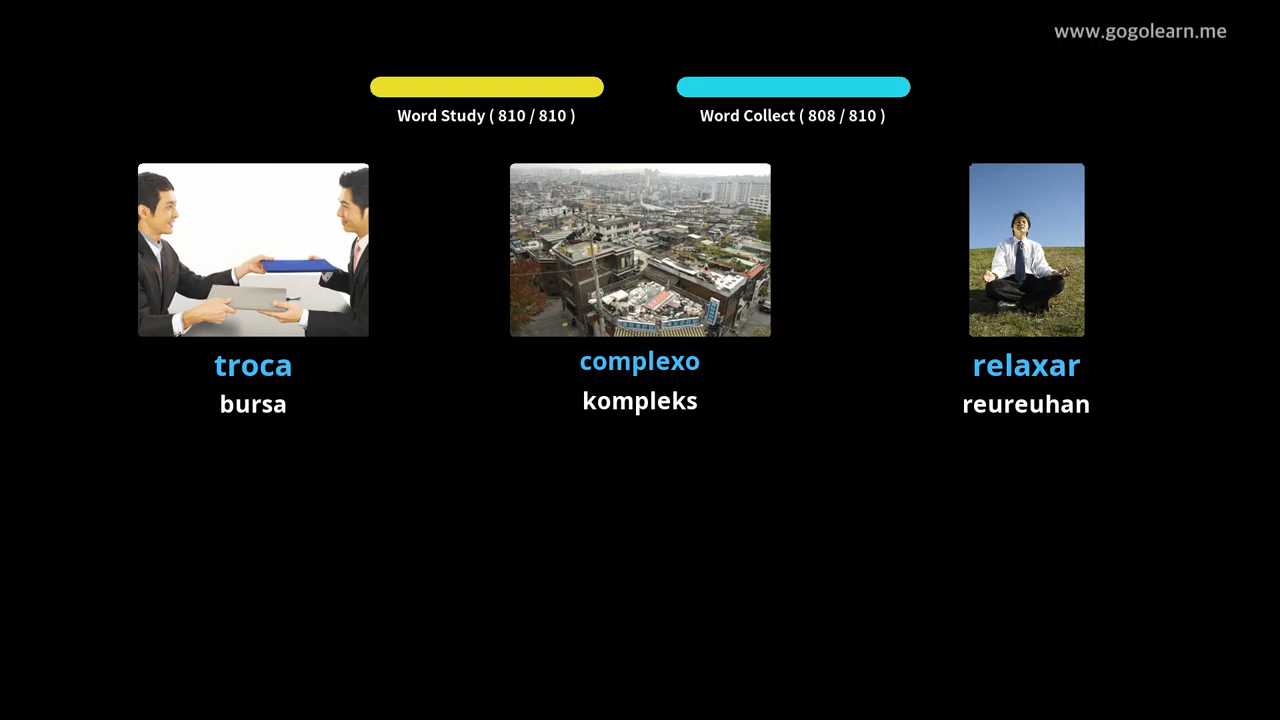 www.gogolearn.me
Word Study ( 810 / 810 )
Word Collect ( 808 / 810 )
troca
complexo
relaxar
bursa
kompleks
reureuhan